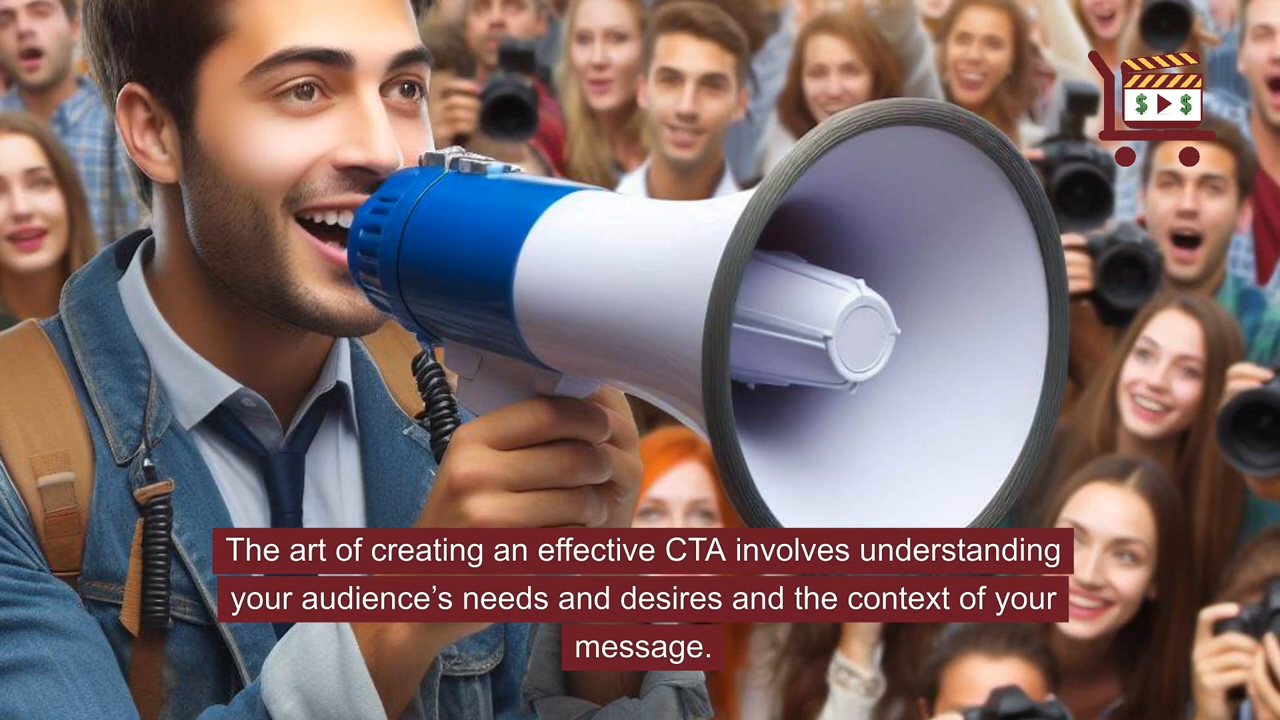 $ $
The art of creating an effective CTA involves understanding
your audience’s needs and desires and the context of your
message.